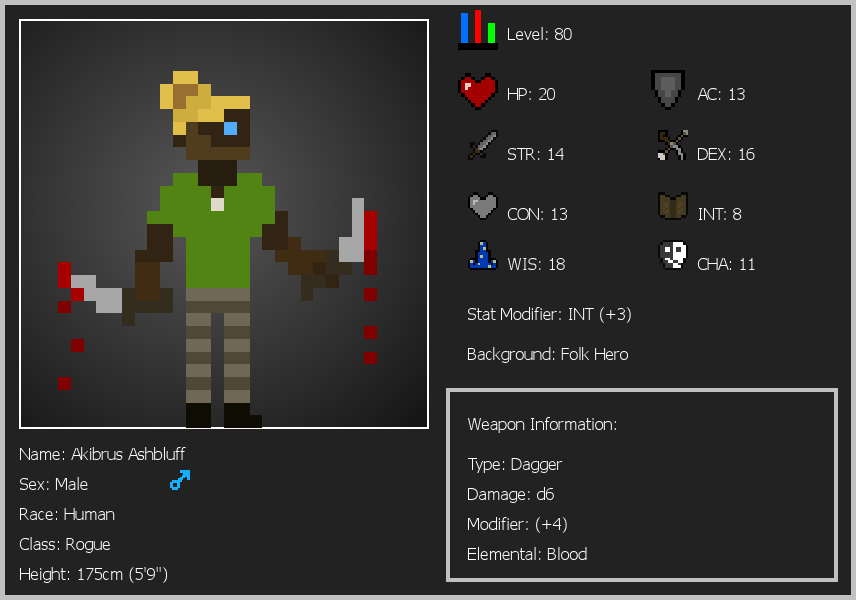 Level: 80
HP: 20
AC: 13
STR: 14
DEX: 16
CON: 13
INT: 8
WIS: 18
CHA: 11
Stat Modifier: INT (+3)
Background: Folk Hero
Weapon Information:
Type: Dagger
Damage: d6
Modifier: (+4)
Elemental: Blood
Name: Akibrus Ashbluff
Sex: Male
Race: Human
Class: Rogue
Height: 175cm (5'9")